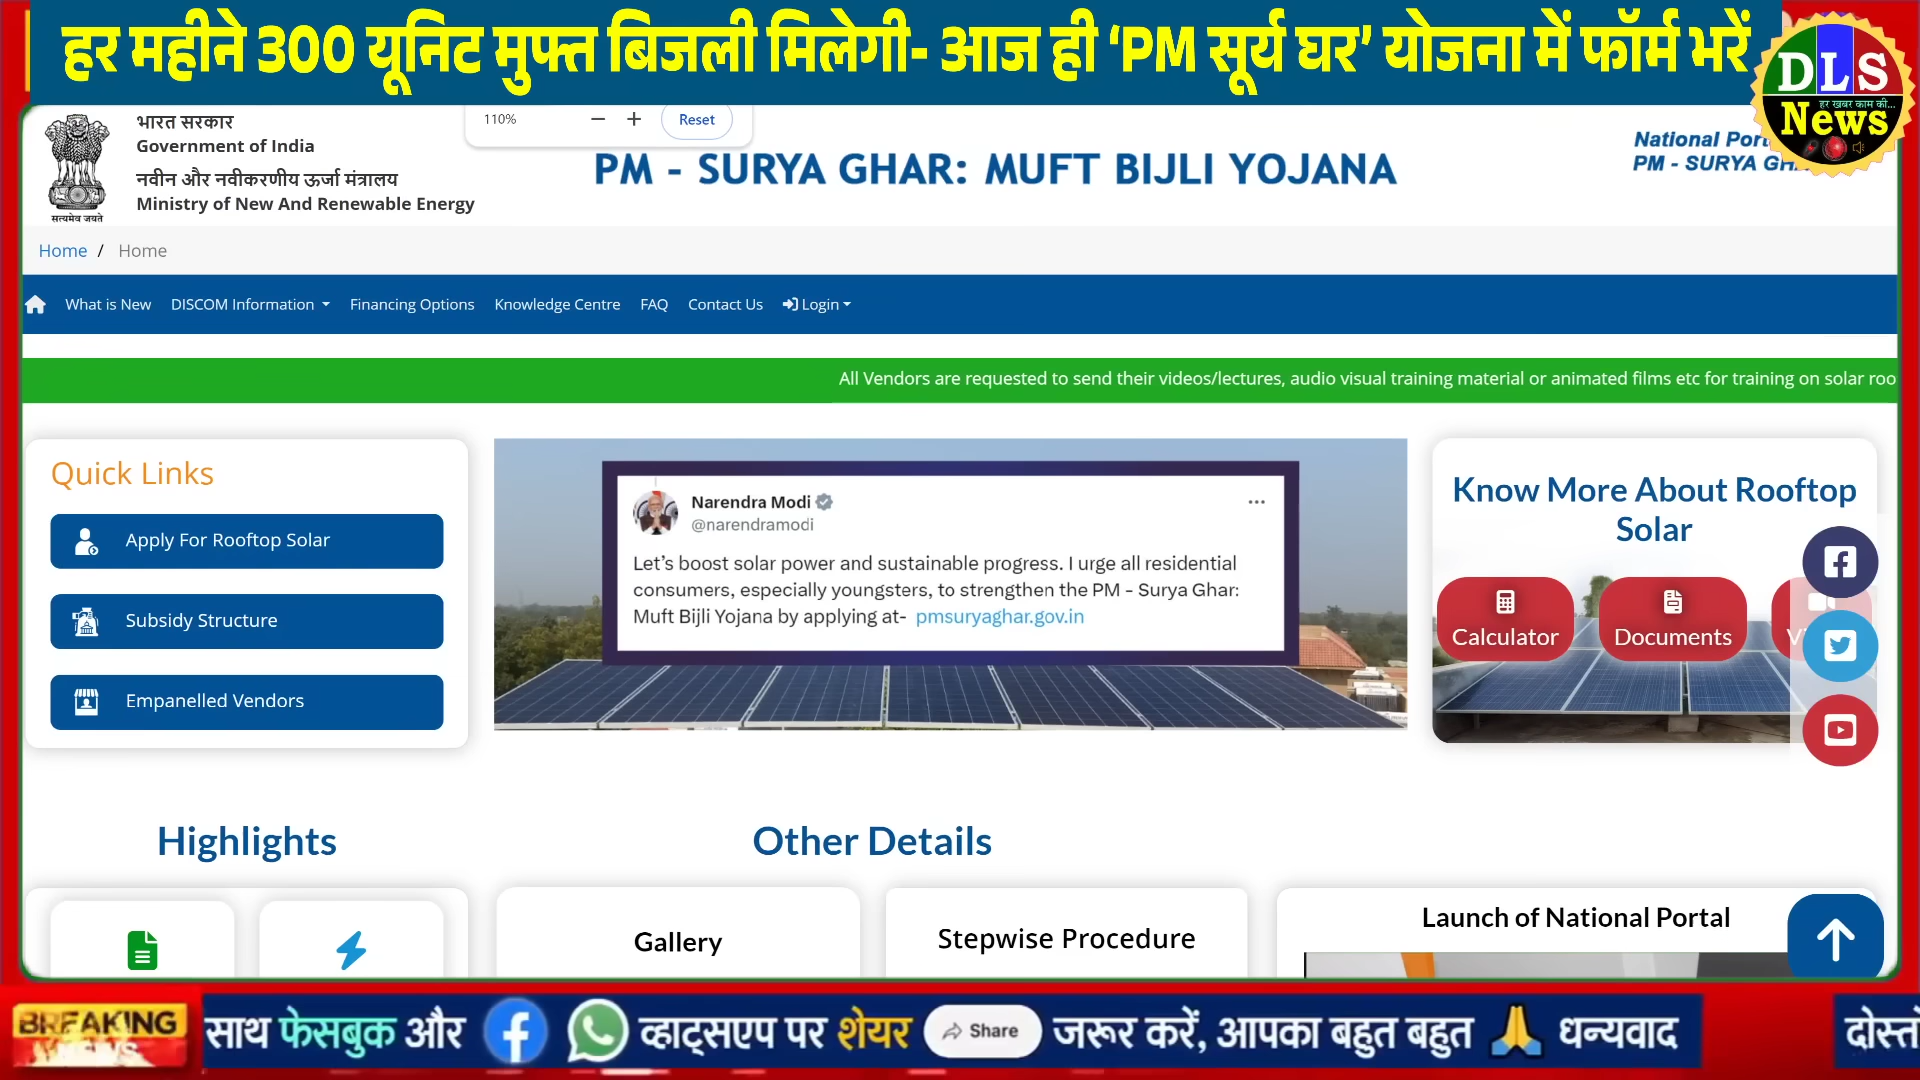 हर महीने 300 यूनिट मुफ्त बिजली मिलेगी- आज ही ‘PM सूर्य घर’ योजना में फॉर्म भरें
DLS
हर खबर काम की...
News
भारत सरकार
Government of India
नवीन और नवीकरणीय ऊर्जा मंत्रालय
Ministry of New And Renewable Energy
सत्यमेव जयते
110%
Reset
PM - SURYA GHAR: MUFT BIJLI YOJANA
National
PM - SURYA
Home / Home
What is New DISCOM Information Financing Options Knowledge Centre FAQ Contact Us Login
All Vendors are requested to send their videos/lectures, audio visual training material or animated films etc for training on solar roo
Quick Links
Apply For Rooftop Solar
Subsidy Structure
Empanelled Vendors
Narendra Modi
@narendramodi
Let’s boost solar power and sustainable progress. I urge all residential
consumers, especially youngsters, to strengthen the PM - Surya Ghar:
Muft Bijli Yojana by applying at- pmsuryaghar.gov.in
Know More About Rooftop
Solar
Calculator
Documents
Highlights
Other Details
Gallery
Stepwise Procedure
Launch of National Portal
BREAKING
NEWS
साथ फेसबुक और व्हाट्सएप पर शेयर Share जरूर करें, आपका बहुत बहुत 🙏 धन्यवाद